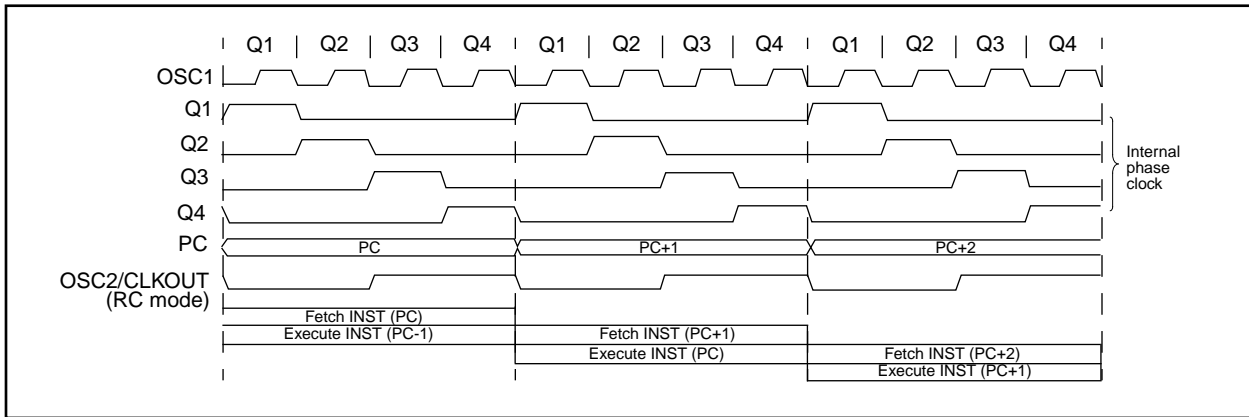 Q1 Q2 Q3 Q4 Q1 Q2 Q3 Q4 Q1 Q2 Q3 Q4
OSC1
Q1
Q2
Q3
Q4
Internal
phase
clock
PC
PC PC+1 PC+2
OSC2/CLKOUT
(RC mode)
Fetch INST (PC)
Execute INST (PC-1) Fetch INST (PC+1)
Execute INST (PC) Fetch INST (PC+2)
Execute INST (PC+1)